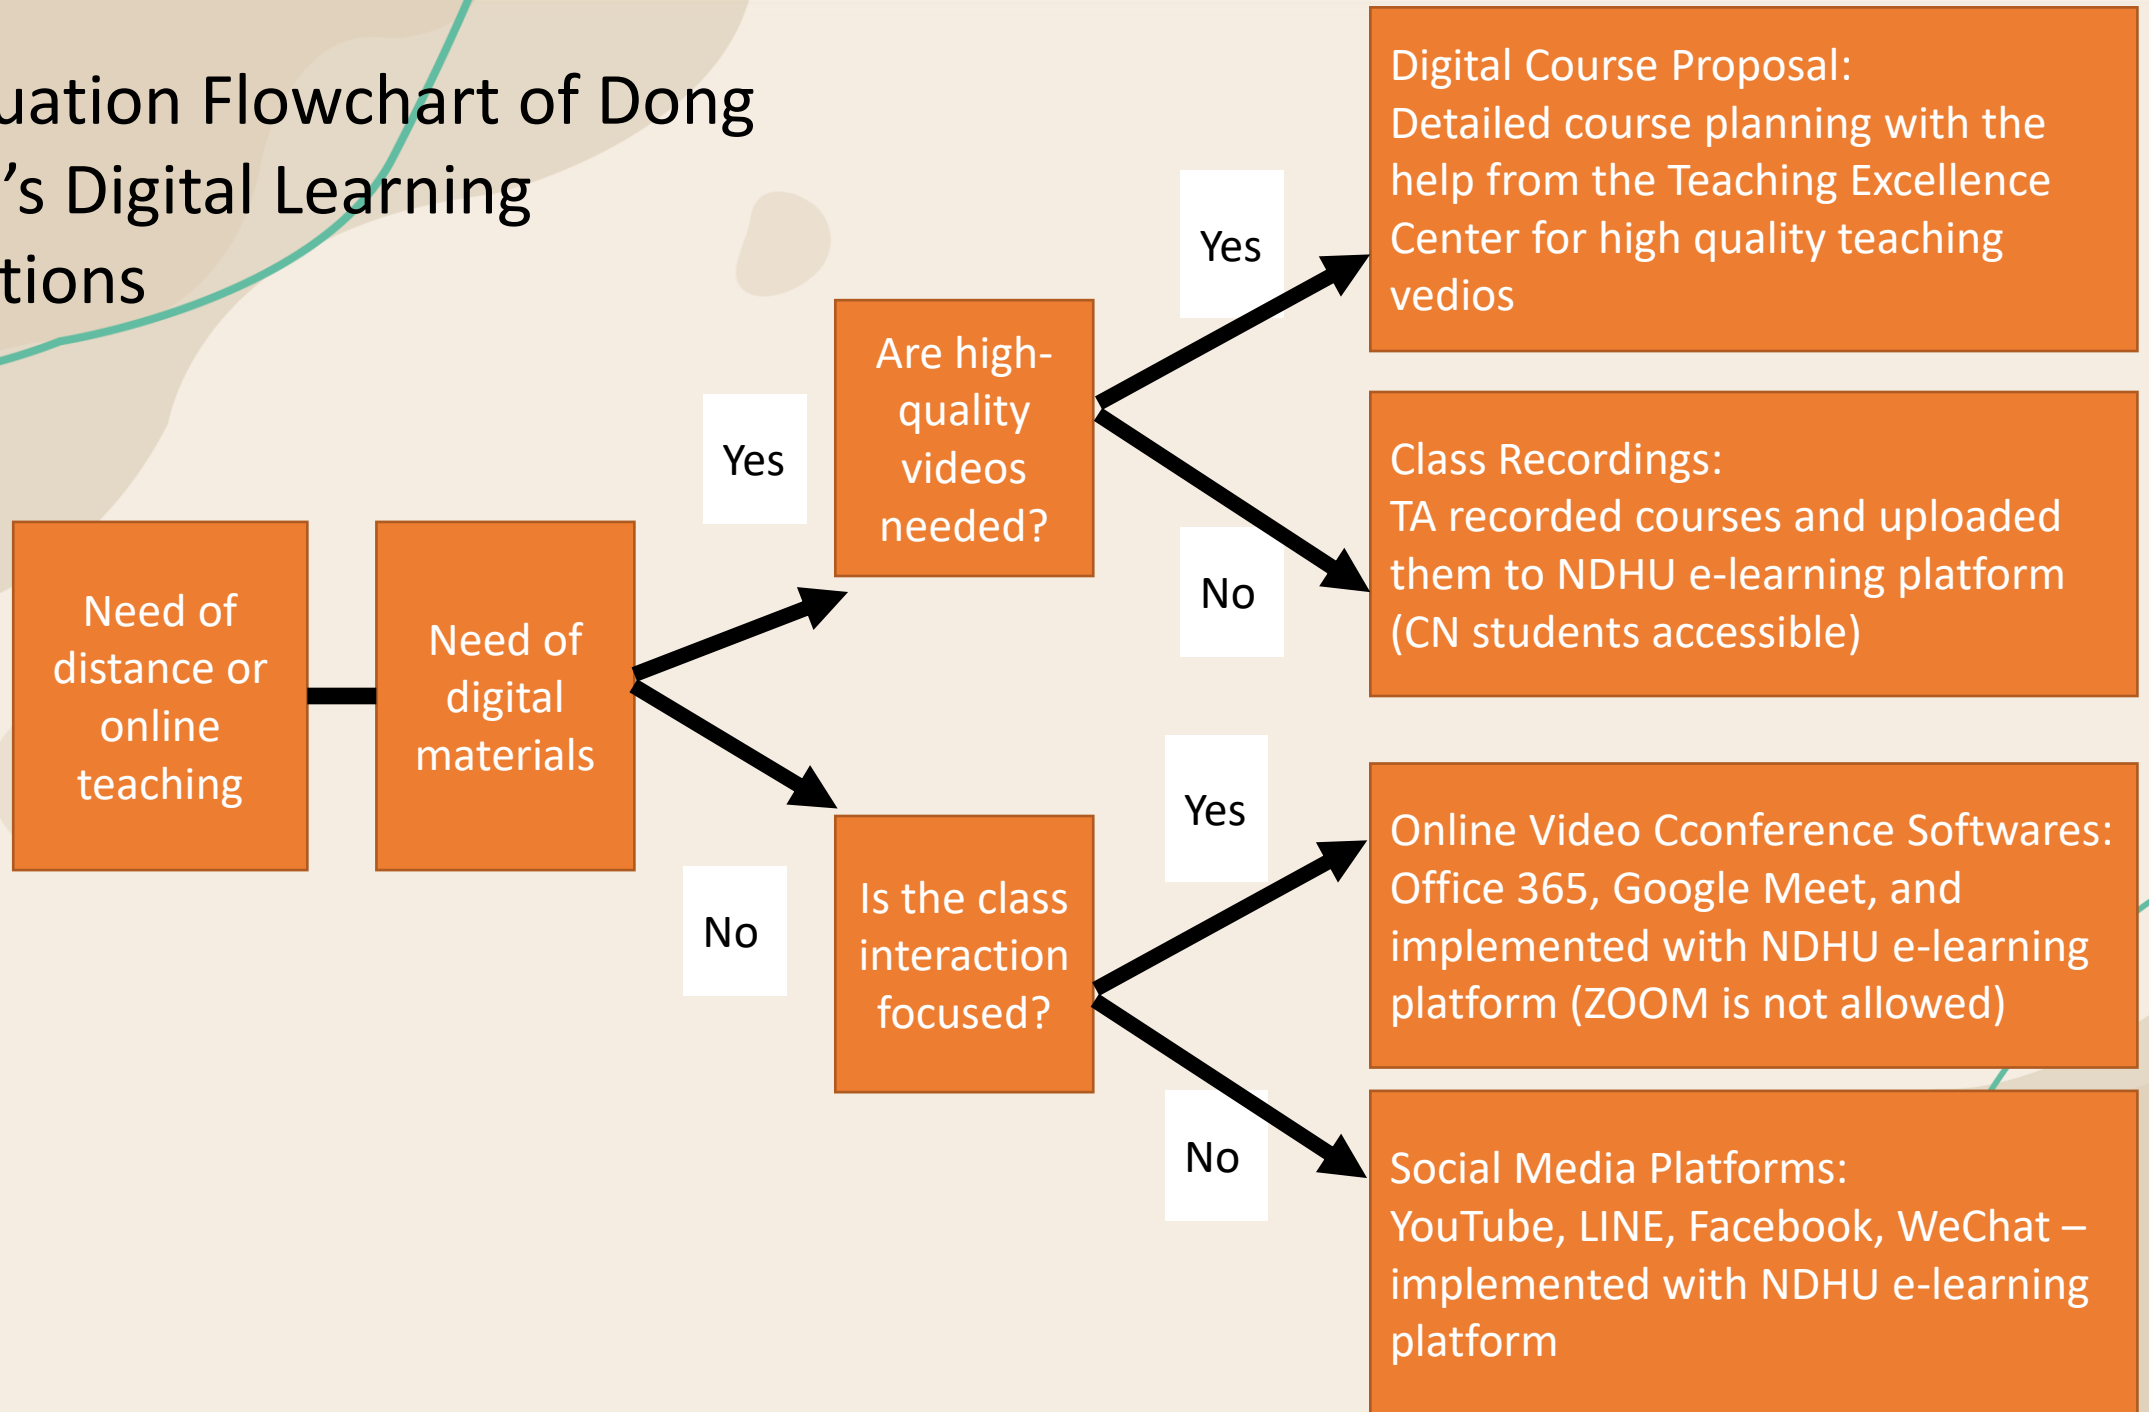 uation Flowchart of Dong
’s Digital Learning
tions
Need of
distance or
online
teaching
Need of
digital
materials
Yes
No
Are high-
quality
videos
needed?
Is the class
interaction
focused?
Yes
No
Yes
No
Digital Course Proposal:
Detailed course planning with the
help from the Teaching Excellence
Center for high quality teaching
vedios
Class Recordings:
TA recorded courses and uploaded
them to NDHU e-learning platform
(CN students accessible)
Online Video Cconference Softwares:
Office 365, Google Meet, and
implemented with NDHU e-learning
platform (ZOOM is not allowed)
Social Media Platforms:
YouTube, LINE, Facebook, WeChat –
implemented with NDHU e-learning
platform